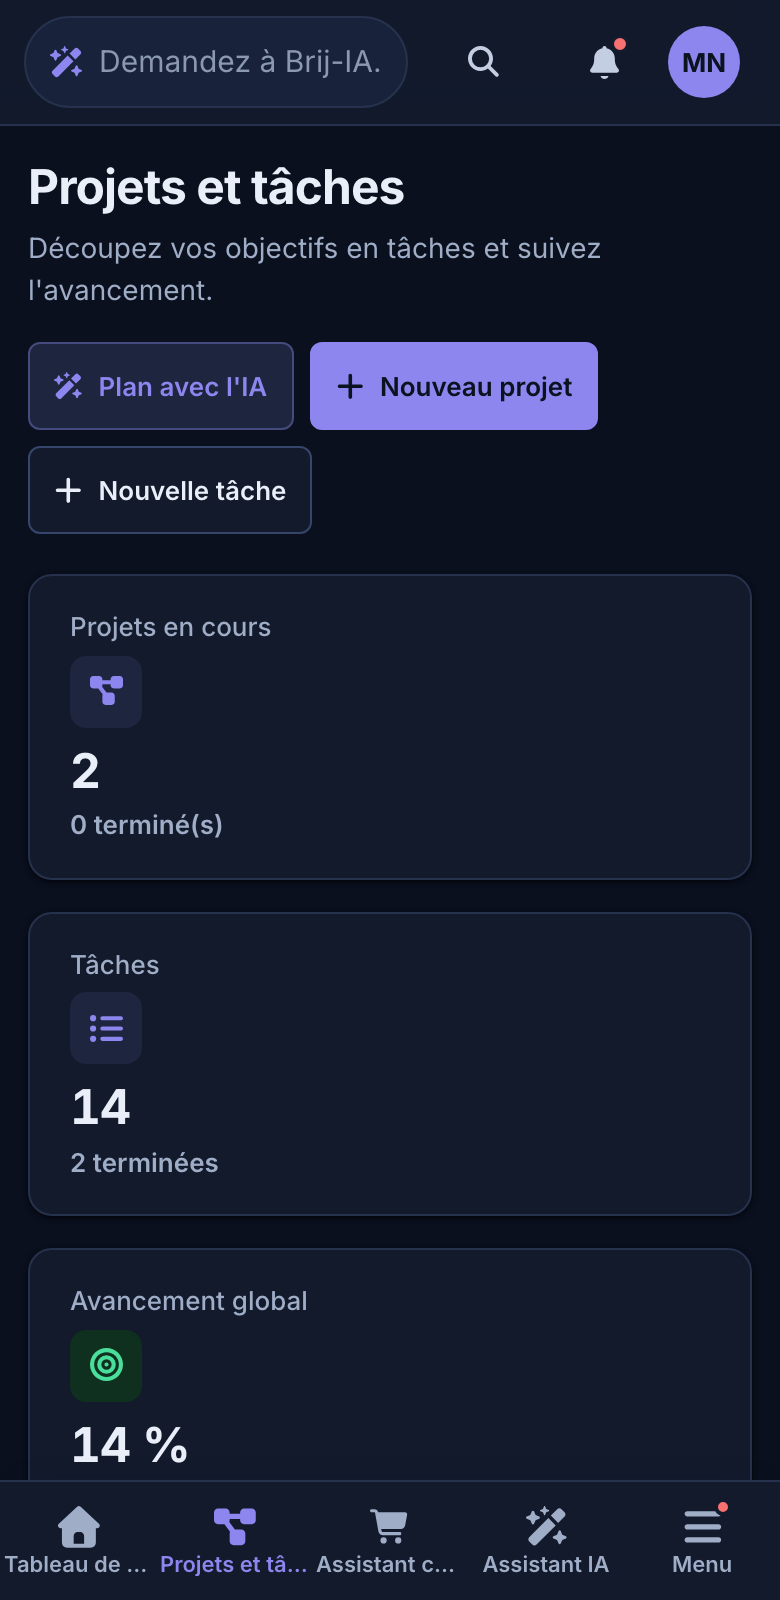 Demandez à Brij-IA.
MN
Projets et tâches
Découpez vos objectifs en tâches et suivez
l'avancement.
Plan avec l'IA
Nouveau projet
Nouvelle tâche
Projets en cours
2
0 terminé(s)
Tâches
14
2 terminées
Avancement global
14 %
Tableau de ...
Projets et tâ...
Assistant c...
Assistant IA
Menu